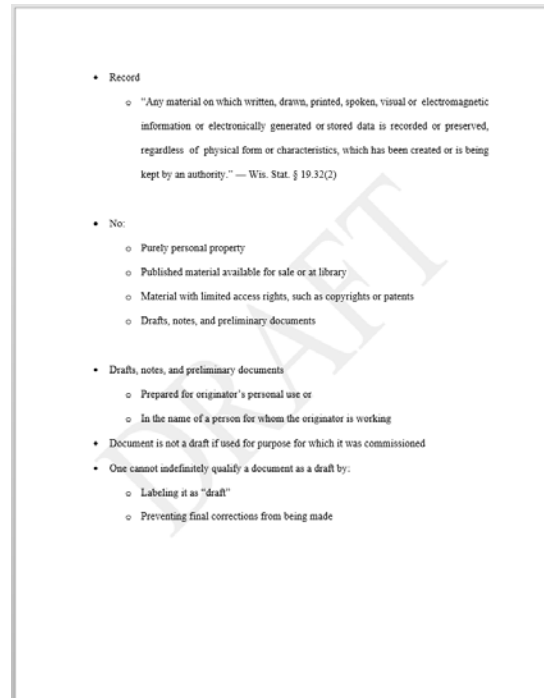 • Record
o "Any material on which written, drawn, printed, spoken, visual or electromagnetic
information or electronically generated or stored data is recorded or preserved,
regardless of physical form or characteristics, which has been created or is being
kept by an authority." — Wis. Stat. § 19.32(2)
• No:
o Purely personal property
o Published material available for sale or at library
o Material with limited access rights, such as copyrights or patents
o Drafts, notes, and preliminary documents
• Drafts, notes, and preliminary documents
o Prepared for originator's personal use or
o In the name of a person for whom the originator is working
• Document is not a draft if used for purpose for which it was commissioned
• One cannot indefinitely qualify a document as a draft by:
o Labeling it as "draft"
o Preventing final corrections from being made
DRAFT